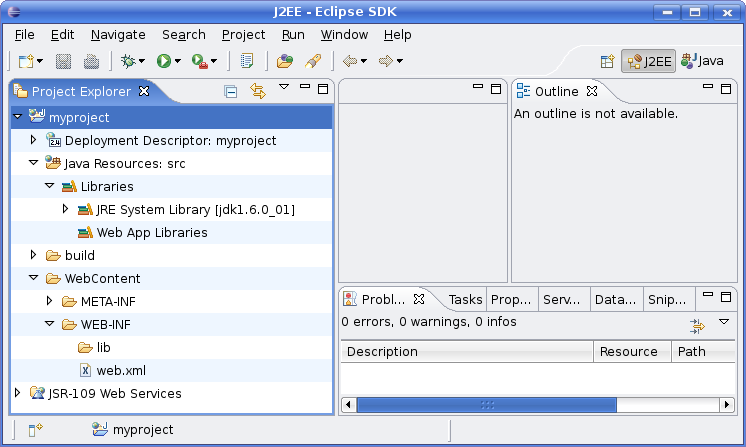 J2EE - Eclipse SDK
File Edit Navigate Search Project Run Window Help
J2EE Java
Project Explorer
myproject
Deployment Descriptor: myproject
2.4
Java Resources: src
Libraries
JRE System Library [jdk1.6.0_01]
Web App Libraries
build
WebContent
META-INF
WEB-INF
lib
web.xml
JSR-109 Web Services
Outline
An outline is not available.
Probl... Tasks Prop... Serv... Data... Snip...
0 errors, 0 warnings, 0 infos
Description Resource Path
myproject